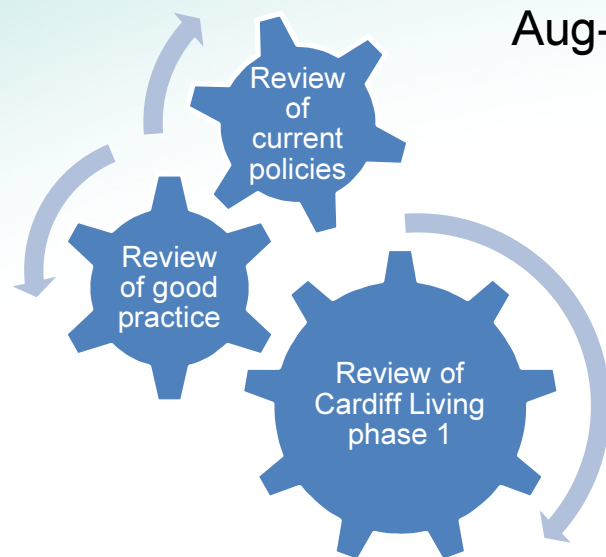 Aug-
Review
of
current
policies
Review
of good
practice
Review of
Cardiff Living
phase 1